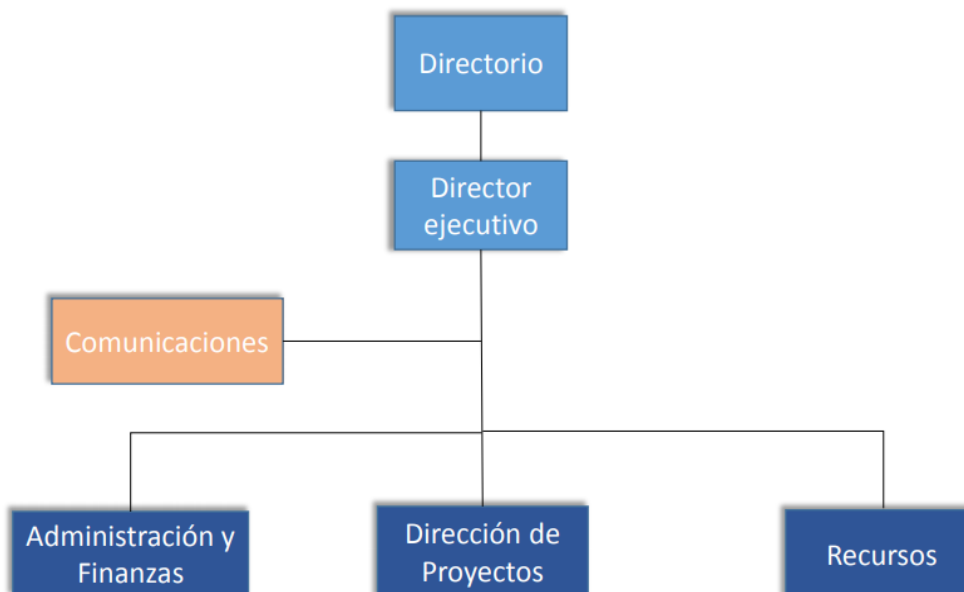 Directorio
Director
ejecutivo
Comunicaciones
Administración y
Finanzas
Dirección de
Proyectos
Recursos